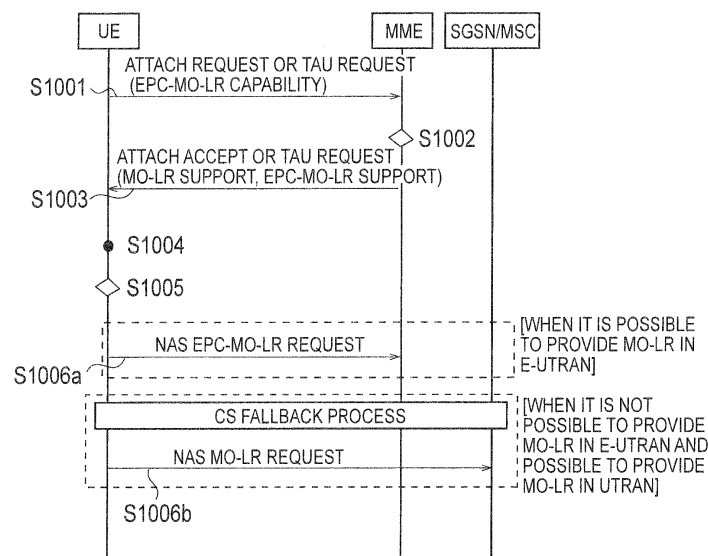 UE
MME
SGSN/MSC
ATTACH REQUEST OR TAU REQUEST
(EPC-MO-LR CAPABILITY)
S1001
S1002
ATTACH ACCEPT OR TAU REQUEST
(MO-LR SUPPORT, EPC-MO-LR SUPPORT)
S1003
S1004
S1005
[WHEN IT IS POSSIBLE
TO PROVIDE MO-LR IN
E-UTRAN]
NAS EPC-MO-LR REQUEST
S1006a
CS FALLBACK PROCESS
[WHEN IT IS NOT
POSSIBLE TO PROVIDE
MO-LR IN E-UTRAN AND
POSSIBLE TO PROVIDE
MO-LR IN UTRAN]
NAS MO-LR REQUEST
S1006b